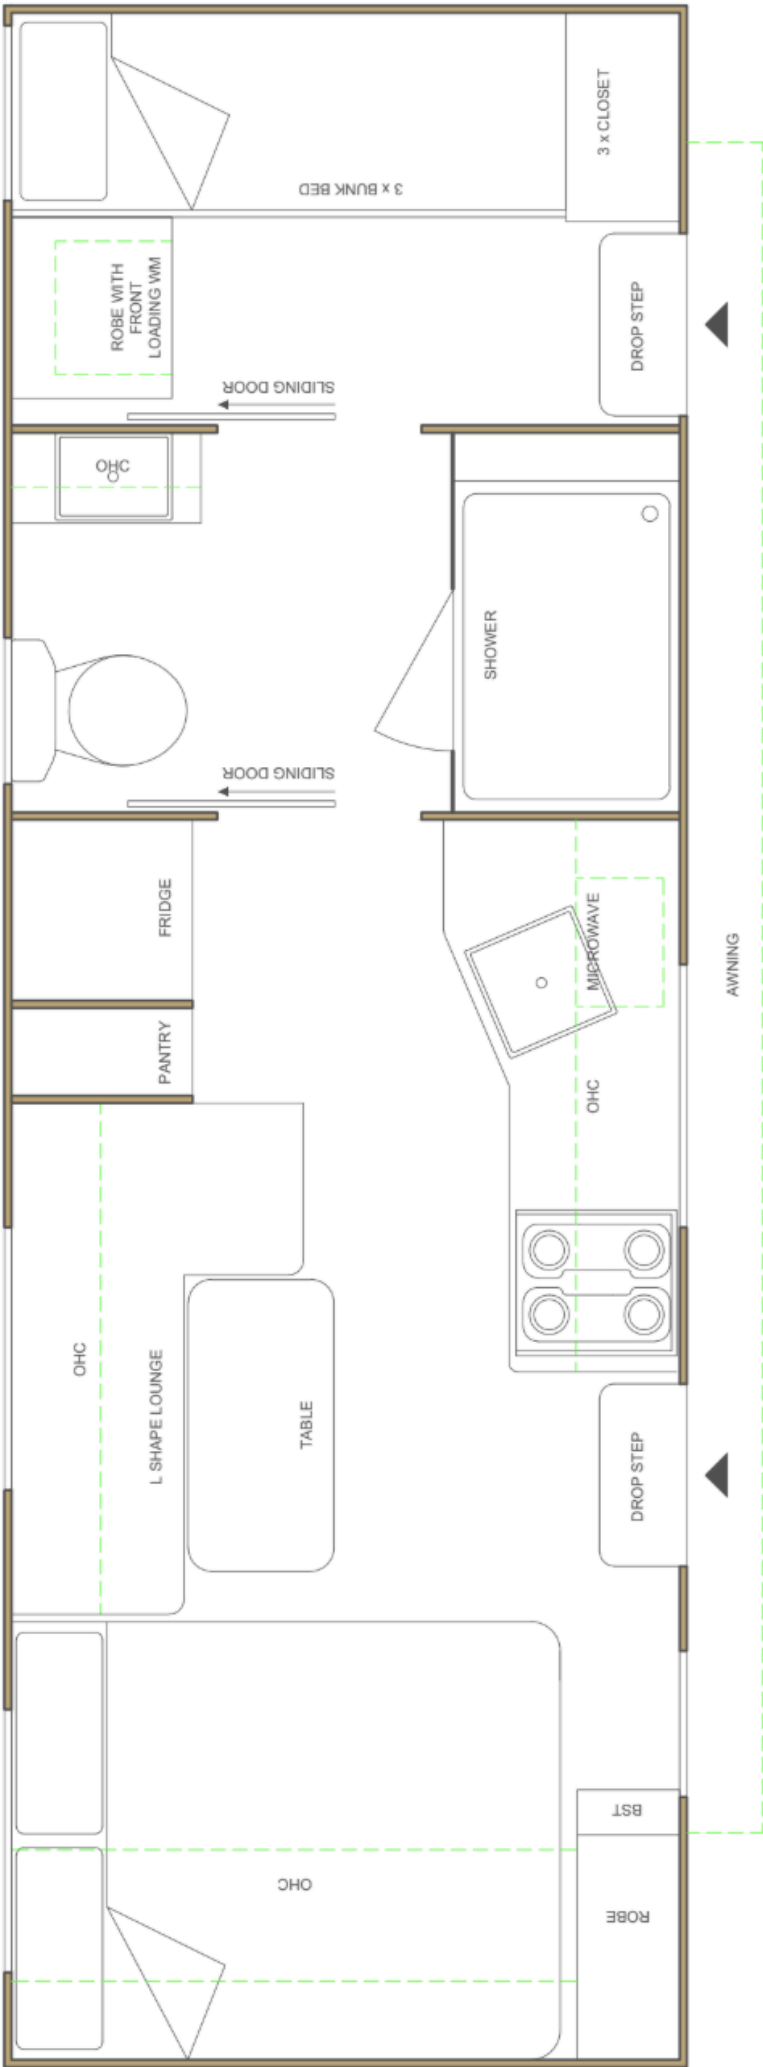 3 x CLOSET
3 x BUNK BED
ROBE WITH
FRONT
LOADING WM
DROP STEP
SLIDING DOOR
OHC
SHOWER
SLIDING DOOR
FRIDGE
MICROWAVE
AWNING
PANTRY
OHC
OHC
L SHAPE LOUNGE
TABLE
DROP STEP
BST
OHC
ROBE